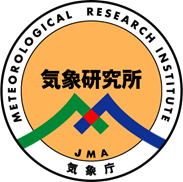 METEOROLOGICAL RESEARCH INSTITUTE
気象研究所
JMA
気象庁